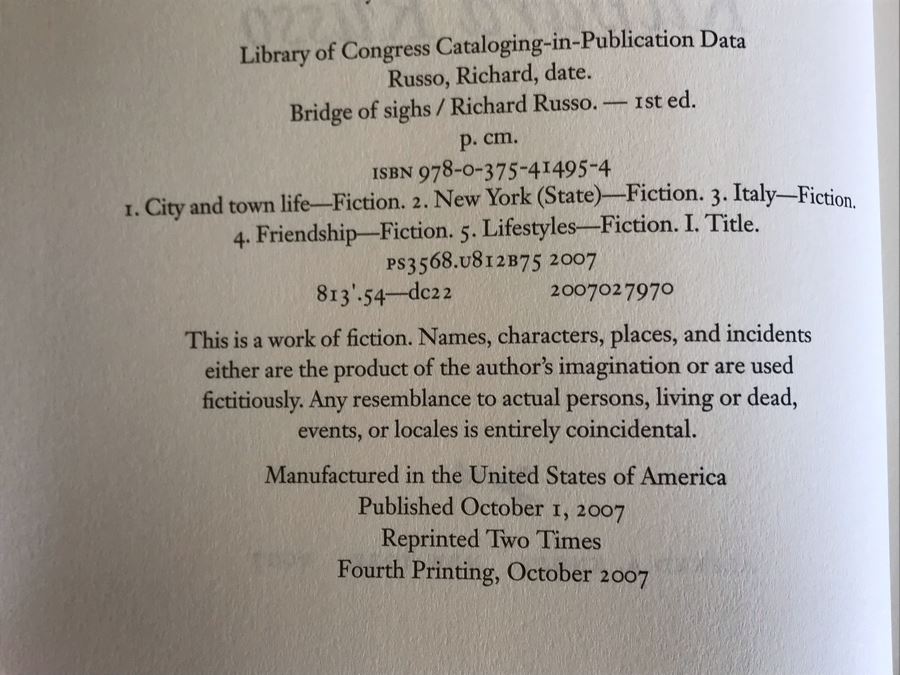 Library of Congress Cataloging-in-Publication Data
Russo, Richard, date.
Bridge of sighs / Richard Russo. — 1st ed.
p. cm.
ISBN 978-0-375-41495-4
1. City and town life—Fiction. 2. New York (State)—Fiction. 3. Italy—Fiction.
4. Friendship—Fiction. 5. Lifestyles—Fiction. I. Title.
PS3568.U812B75 2007
813'.54—dc22 2007027970
This is a work of fiction. Names, characters, places, and incidents
either are the product of the author's imagination or are used
fictitiously. Any resemblance to actual persons, living or dead,
events, or locales is entirely coincidental.
Manufactured in the United States of America
Published October 1, 2007
Reprinted Two Times
Fourth Printing, October 2007